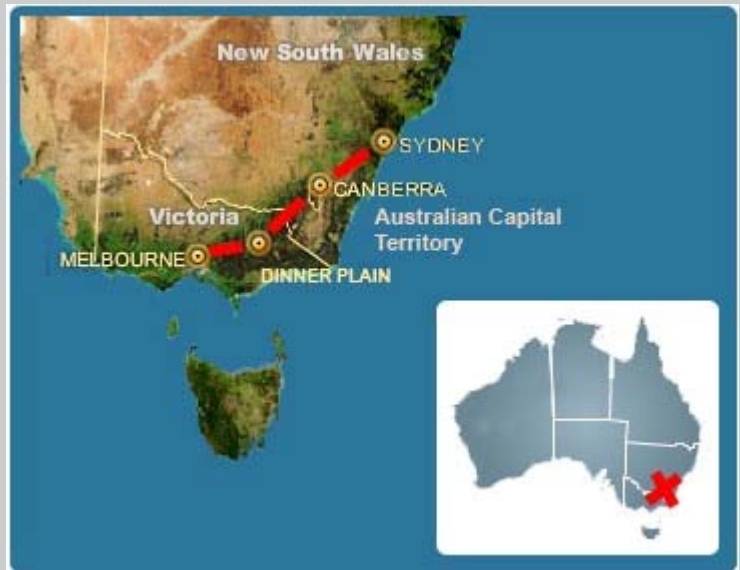 New South Wales
SYDNEY
CANBERRA
Victoria
Australian Capital
Territory
MELBOURNE
DINNER PLAIN